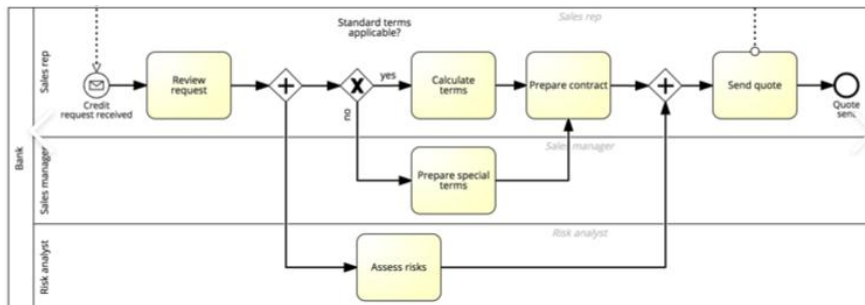 Standard terms
applicable?
Sales rep
Bank
Sales rep
Credit
request received
Review
request
yes
no
Calculate
terms
Prepare contract
Send quote
Quote
sent
Sales manager
Sales manager
Prepare special
terms
Risk analyst
Risk analyst
Assess risks